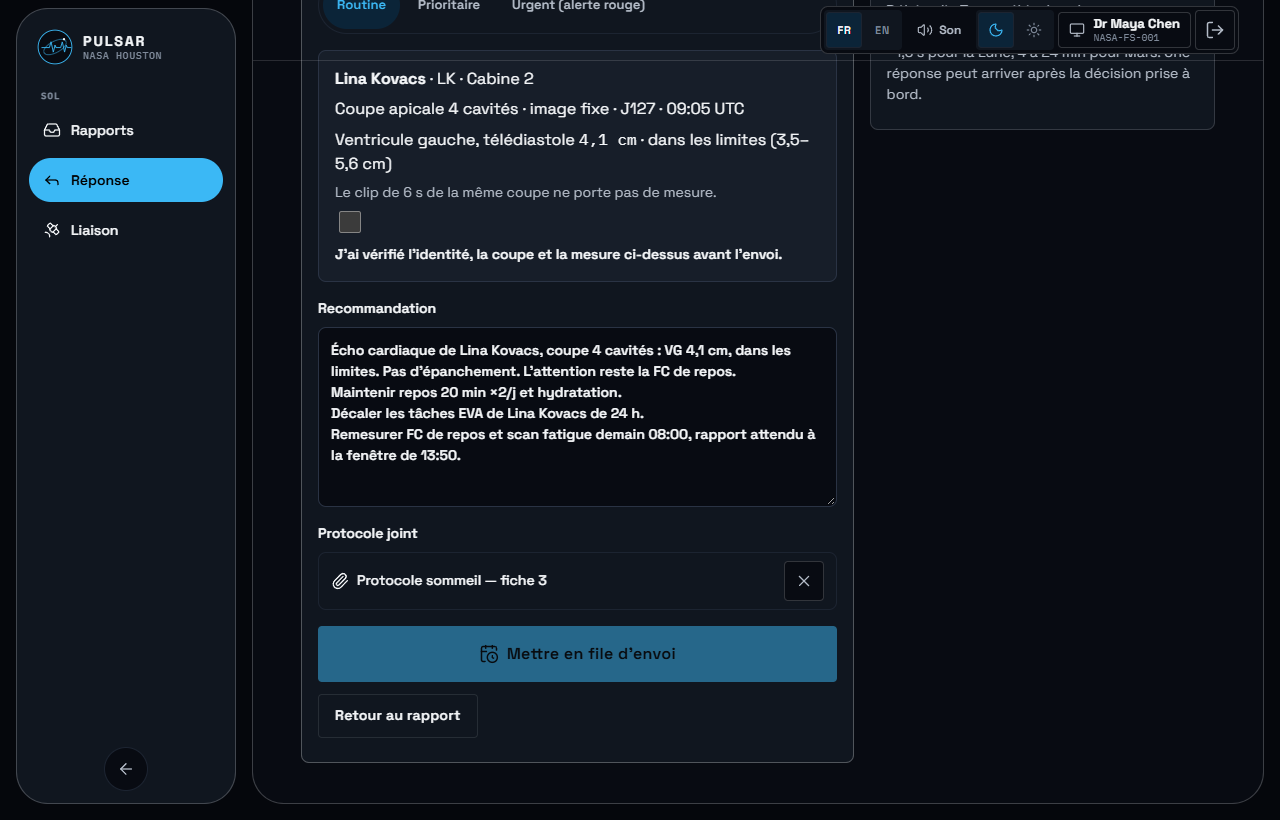 PULSAR
NASA HOUSTON
SOL
Rapports
Réponse
Liaison
Routine
Prioritaire
Urgent (alerte rouge)
FR
EN
Son
Dr Maya Chen
NASA-FS-001
Lina Kovacs · LK · Cabine 2
Coupe apicale 4 cavités · image fixe · J127 · 09:05 UTC
Ventricule gauche, télédiastole 4,1 cm · dans les limites (3,5–
5,6 cm)
Le clip de 6 s de la même coupe ne porte pas de mesure.
J’ai vérifié l’identité, la coupe et la mesure ci-dessus avant l’envoi.
Recommandation
Écho cardiaque de Lina Kovacs, coupe 4 cavités : VG 4,1 cm, dans les
limites. Pas d’épanchement. L’attention reste la FC de repos.
Maintenir repos 20 min ×2/j et hydratation.
Décaler les tâches EVA de Lina Kovacs de 24 h.
Remesurer FC de repos et scan fatigue demain 08:00, rapport attendu à
la fenêtre de 13:50.
Protocole joint
Protocole sommeil — fiche 3
Mettre en file d’envoi
Retour au rapport
réponse peut arriver après la décision prise à
bord.